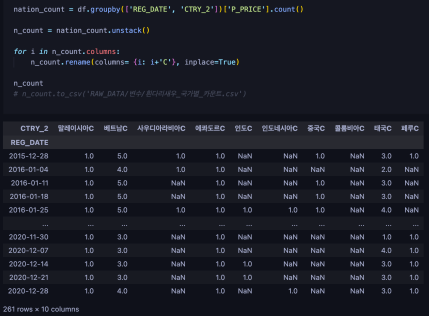 nation_count = df.groupby(['REG_DATE', 'CTRY_2'])['P_PRICE'].count()
n_count = nation_count.unstack()
for i in n_count.columns:
n_count.rename(columns= {i: i+'C'}, inplace=True)
n_count
# n_count.to_csv('RAW_DATA/변수/흰다리새우_국가별_카운트.csv')
CTRY_2 말레이시아C 베트남C 사우디아라비아C 에콰도르C 인도C 인도네시아C 중국C 콜롬비아C 태국C 페루C
REG_DATE
2015-12-28 1.0 5.0 1.0 1.0 NaN NaN 1.0 NaN 3.0 1.0
2016-01-04 1.0 4.0 1.0 1.0 NaN NaN NaN NaN 2.0 NaN
2016-01-11 1.0 5.0 NaN 1.0 NaN NaN 1.0 NaN 3.0 1.0
2016-01-18 1.0 5.0 NaN 1.0 NaN NaN 1.0 NaN 3.0 1.0
2016-01-25 1.0 5.0 1.0 1.0 1.0 1.0 1.0 NaN 4.0 NaN
... ... ... ... ... ... ... ... ... ... ...
2020-11-30 1.0 3.0 NaN 1.0 1.0 NaN NaN NaN 1.0 1.0
2020-12-07 1.0 3.0 NaN NaN NaN NaN NaN NaN 4.0 1.0
2020-12-14 1.0 3.0 NaN 1.0 1.0 NaN NaN NaN 3.0 1.0
2020-12-21 1.0 3.0 NaN 1.0 1.0 NaN NaN NaN 3.0 1.0
2020-12-28 1.0 4.0 NaN 1.0 NaN NaN NaN NaN 3.0 1.0
261 rows × 10 columns